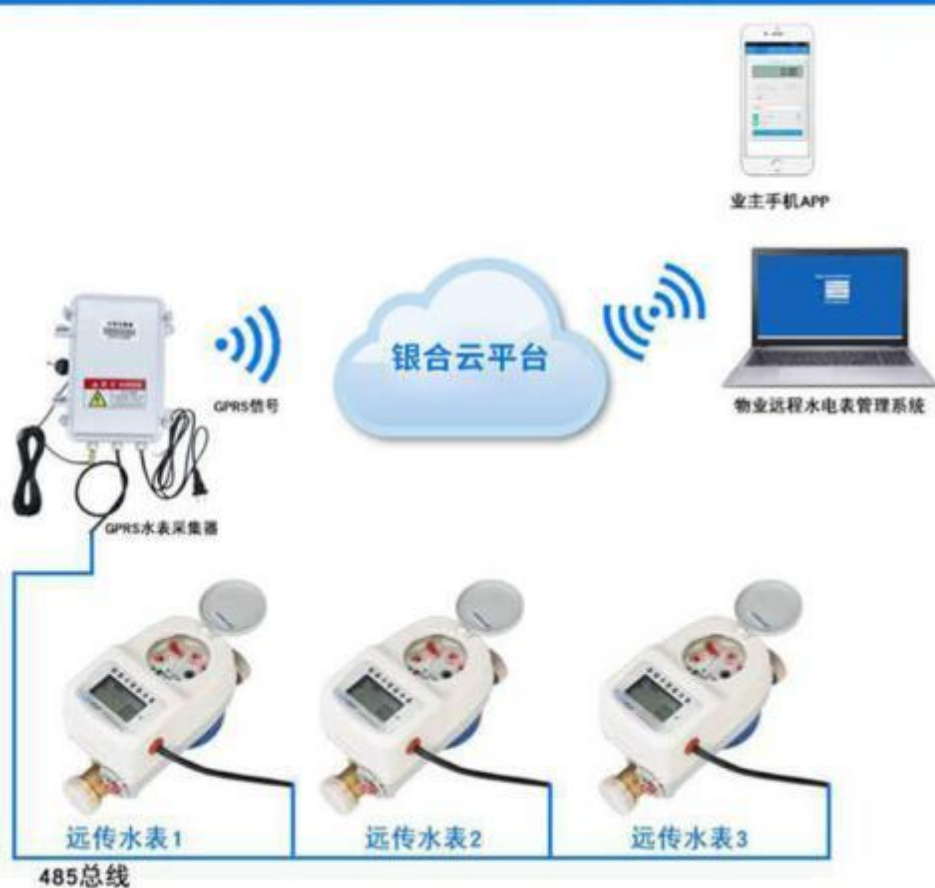 业主手机APP
银合云平台
GPRS信号
物业远程水电表管理系统
GPRS水表采集器
远传水表1
远传水表2
远传水表3
485总线